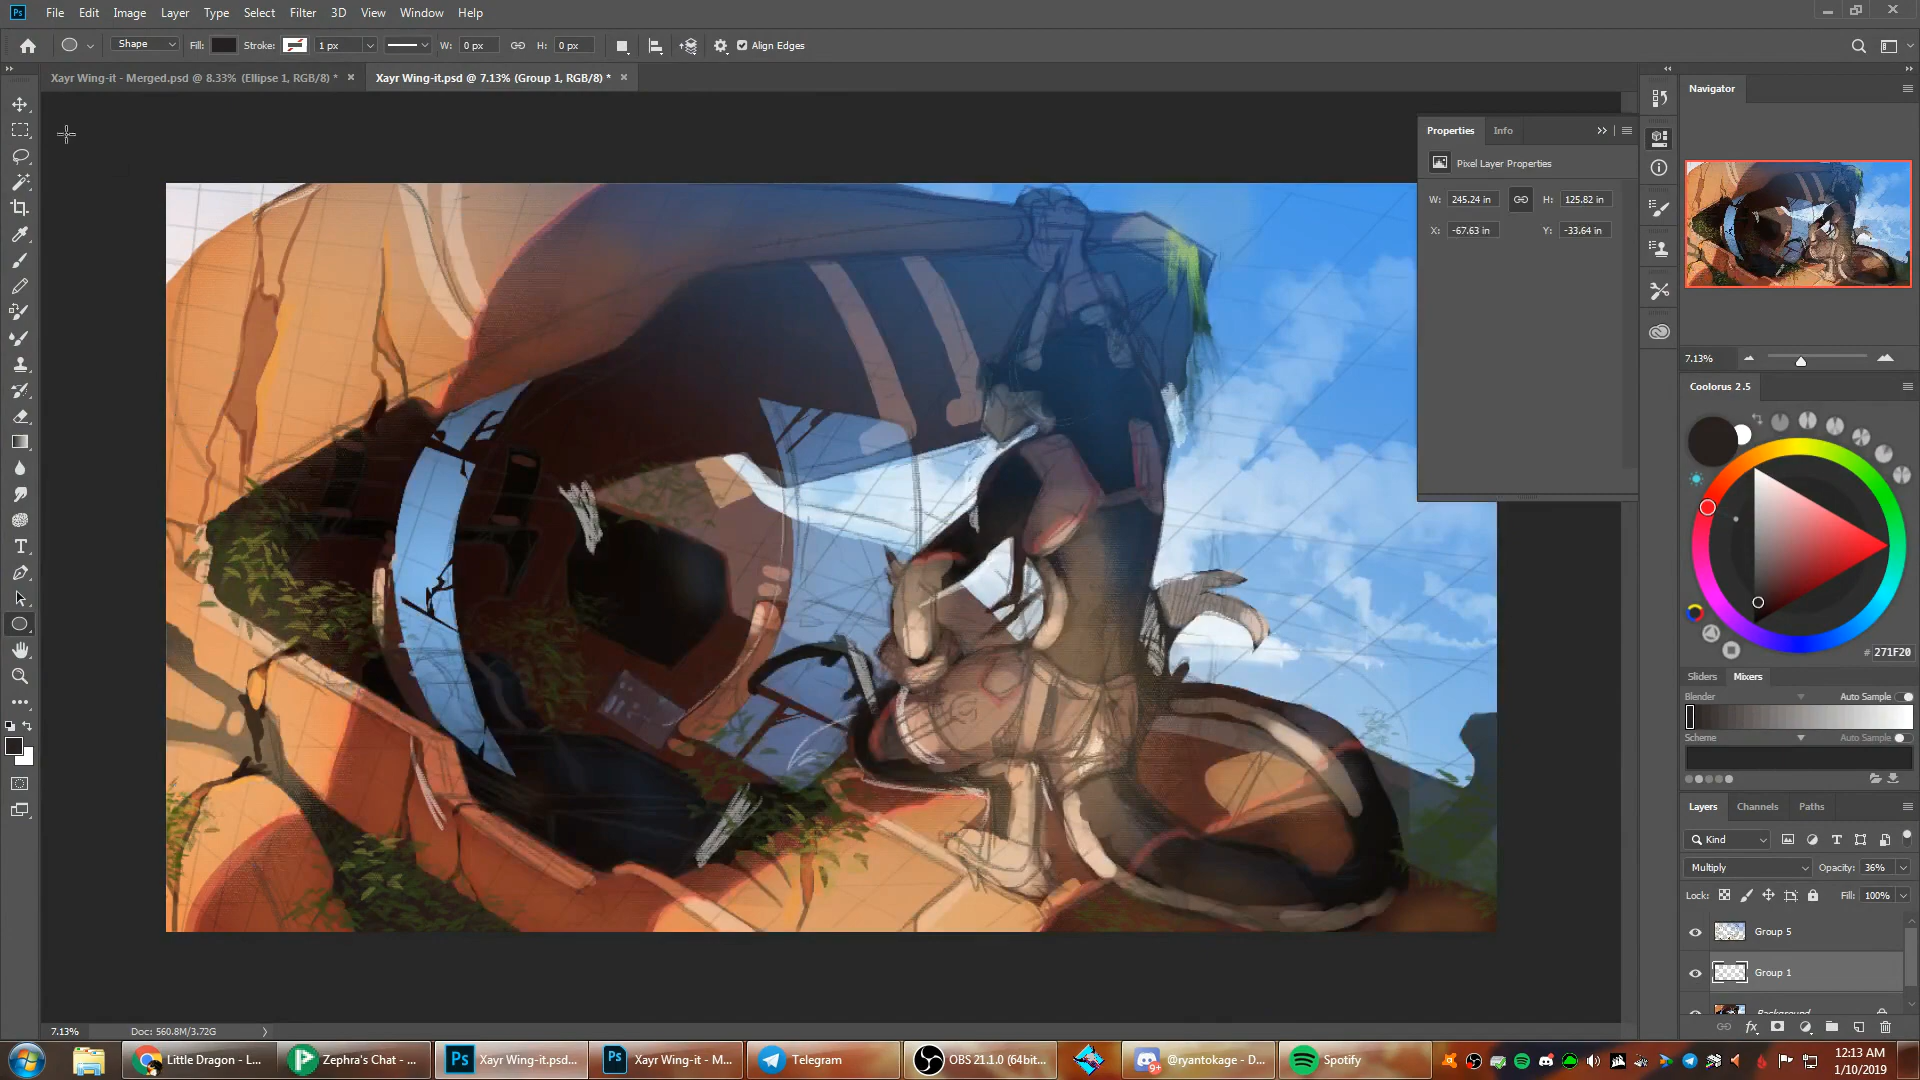 Ps File Edit Image Layer Type Select Filter 3D View Window Help
Shape Fill: Stroke: 1 px W: 0 px H: 0 px Align Edges
Xayr Wing-it - Merged.psd @ 8.33% (Ellipse 1, RGB/8) * × Xayr Wing-it.psd @ 7.13% (Group 1, RGB/8) * ×
Navigator
Properties Info
Pixel Layer Properties
W: 245.24 in H: 125.82 in
X: -67.63 in Y: -33.64 in
7.13%
Coolorus 2.5
# 271F20
Sliders Mixers
Blender Auto Sample
Scheme Auto Sample
Layers Channels Paths
Kind
Multiply Opacity: 36%
Lock: Fill: 100%
Group 5
Group 1
Background
7.13% Doc: 560.8M/3.72G
Little Dragon - L...
Zephra's Chat - ...
Ps Xayr Wing-it.psd...
Ps Xayr Wing-it - M...
Telegram
OBS 21.1.0 (64bit...
9+ @ryantokage - D...
Spotify
12:13 AM
1/10/2019